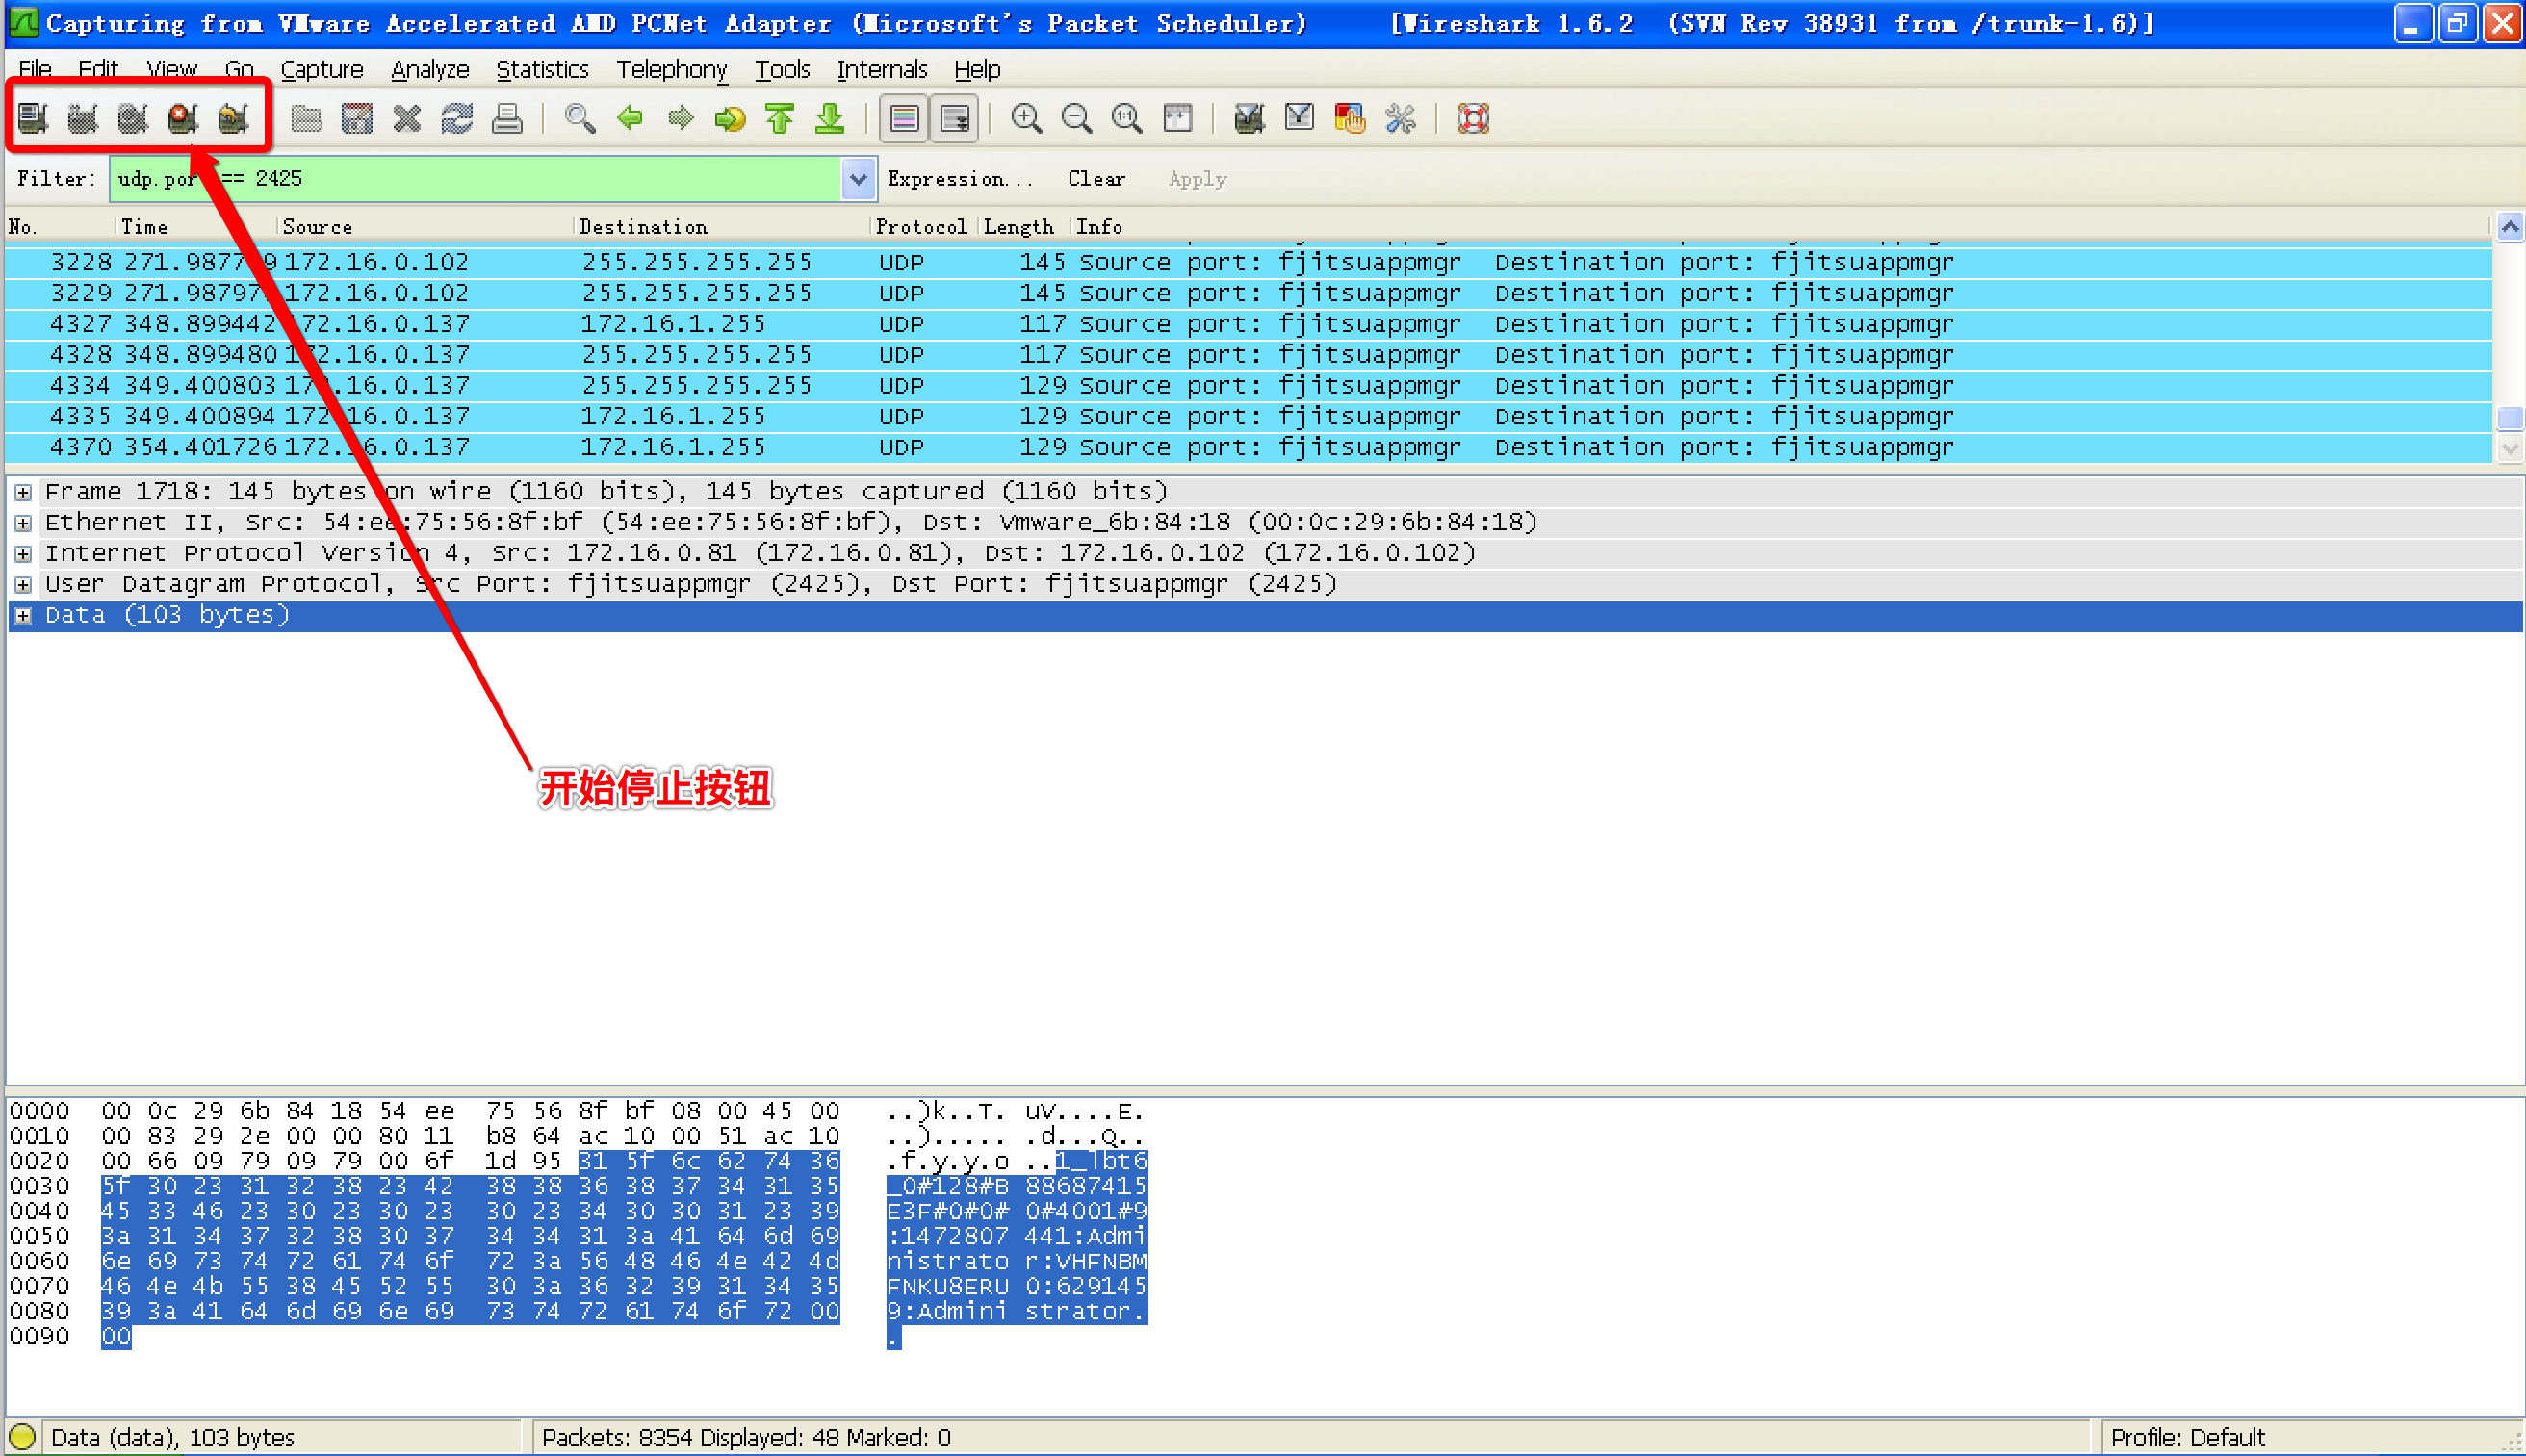 Capturing from VMware Accelerated AMD PCNet Adapter (Microsoft's Packet Scheduler) [Wireshark 1.6.2 (SVN Rev 38931 from /trunk-1.6)]
File Edit View Go Capture Analyze Statistics Telephony Tools Internals Help
Filter: udp.por == 2425 Expression... Clear Apply
No. Time Source Destination Protocol Length Info
3228 271.987 9 172.16.0.102 255.255.255.255 UDP 145 Source port: fjitsuappmgr Destination port: fjitsuappmgr
3229 271.98797 172.16.0.102 255.255.255.255 UDP 145 Source port: fjitsuappmgr Destination port: fjitsuappmgr
4327 348.899442 172.16.0.137 172.16.1.255 UDP 117 Source port: fjitsuappmgr Destination port: fjitsuappmgr
4328 348.899480 172.16.0.137 255.255.255.255 UDP 117 Source port: fjitsuappmgr Destination port: fjitsuappmgr
4334 349.400803 172.16.0.137 255.255.255.255 UDP 129 Source port: fjitsuappmgr Destination port: fjitsuappmgr
4335 349.400894 172.16.0.137 172.16.1.255 UDP 129 Source port: fjitsuappmgr Destination port: fjitsuappmgr
4370 354.401726 172.16.0.137 172.16.1.255 UDP 129 Source port: fjitsuappmgr Destination port: fjitsuappmgr
Frame 1718: 145 bytes on wire (1160 bits), 145 bytes captured (1160 bits)
Ethernet II, Src: 54:ee:75:56:8f:bf (54:ee:75:56:8f:bf), Dst: Vmware_6b:84:18 (00:0c:29:6b:84:18)
Internet Protocol Version 4, Src: 172.16.0.81 (172.16.0.81), Dst: 172.16.0.102 (172.16.0.102)
User Datagram Protocol, Src Port: fjitsuappmgr (2425), Dst Port: fjitsuappmgr (2425)
Data (103 bytes)
开始停止按钮
0000 00 0c 29 6b 84 18 54 ee 75 56 8f bf 08 00 45 00 ..)k..T. uV....E.
0010 00 83 29 2e 00 00 80 11 b8 64 ac 10 00 51 ac 10 ..)..... .d...Q..
0020 00 66 09 79 09 79 00 6f 1d 95 31 5f 6c 62 74 36 .f.y.y.o ..1_lbt6
0030 5f 30 23 31 32 38 23 42 38 38 36 38 37 34 31 35 _0#128#B 88687415
0040 45 33 46 23 30 23 30 23 30 23 34 30 30 31 23 39 E3F#0#0# 0#4001#9
0050 3a 31 34 37 32 38 30 37 34 34 31 3a 41 64 6d 69 :1472807 441:Admi
0060 6e 69 73 74 72 61 74 6f 72 3a 56 48 46 4e 42 4d nistrato r:VHFNBM
0070 46 4e 4b 55 38 45 52 55 30 3a 36 32 39 31 34 35 FNKU8ERU 0:629145
0080 39 3a 41 64 6d 69 6e 69 73 74 72 61 74 6f 72 00 9:Admini strator.
0090 00 .
Data (data), 103 bytes Packets: 8354 Displayed: 48 Marked: 0 Profile: Default